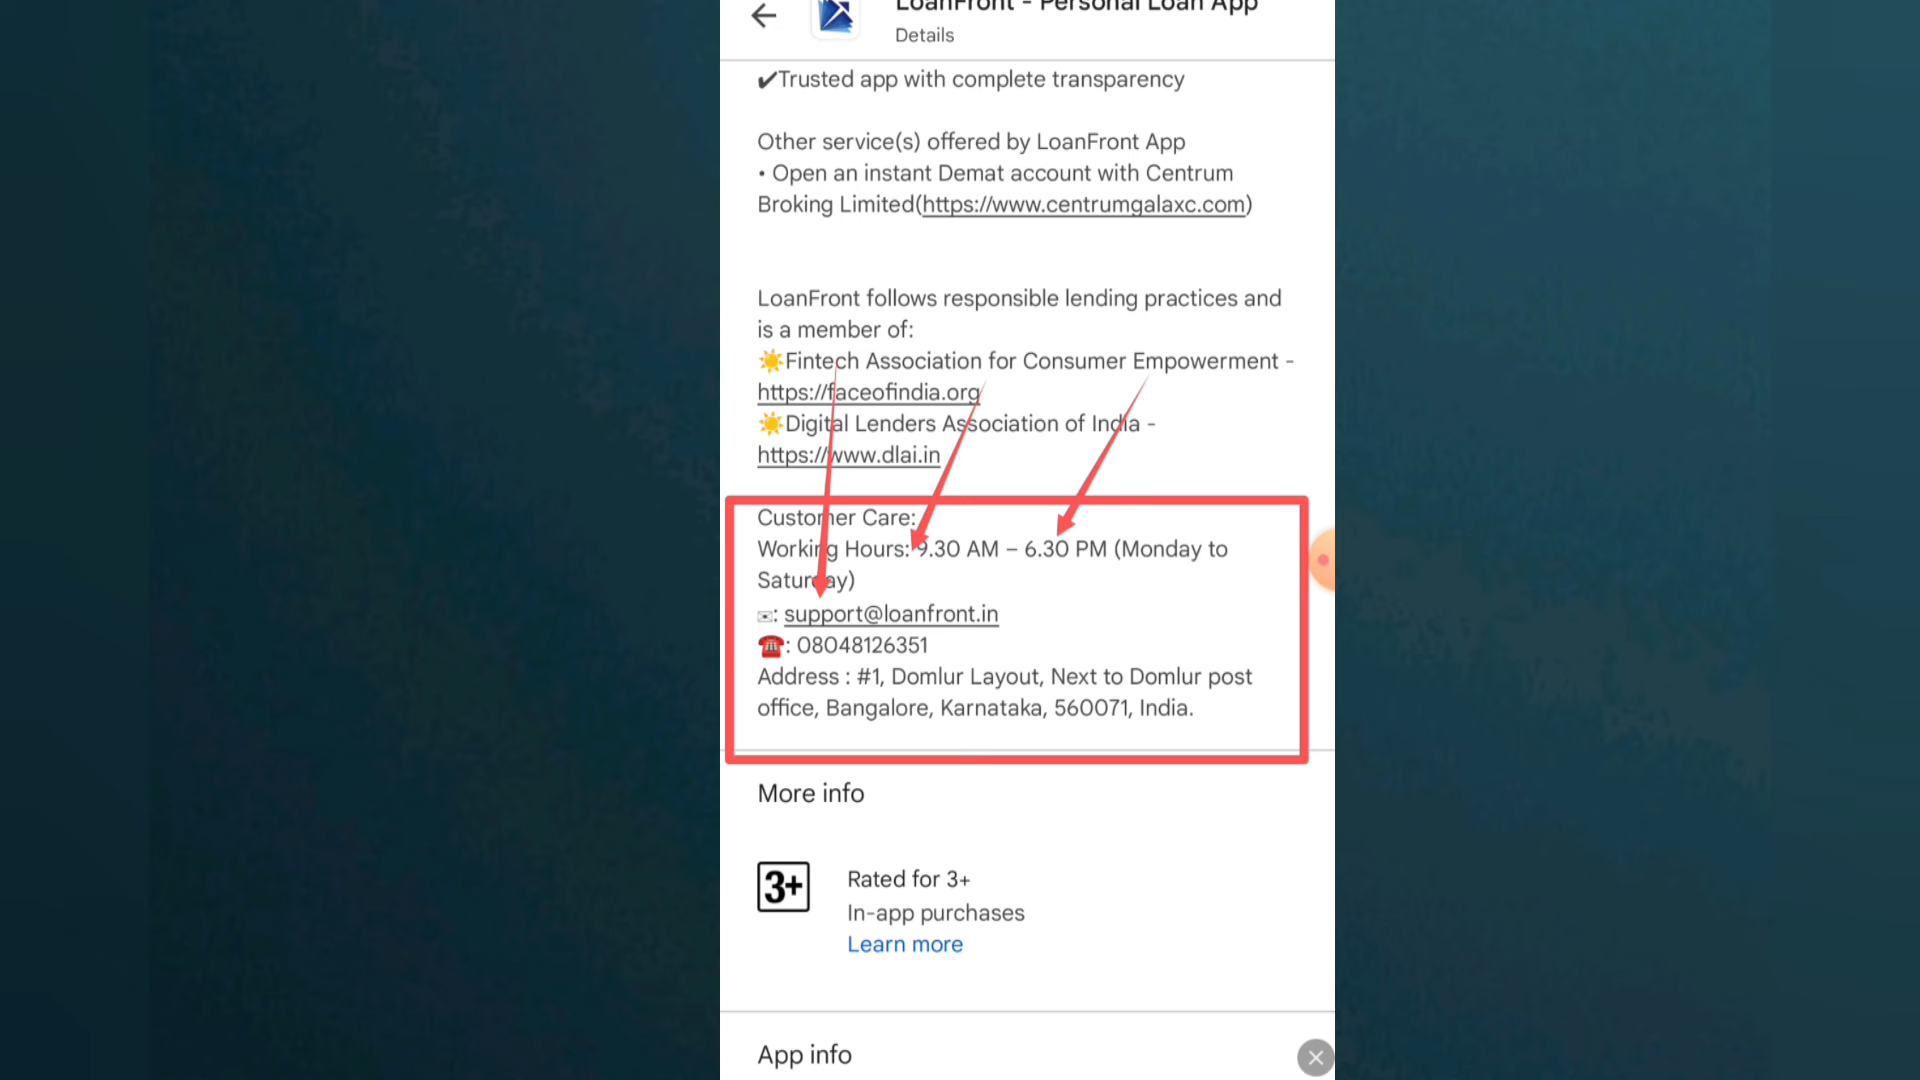 LoanFront - Personal Loan App
Details
✔Trusted app with complete transparency
Other service(s) offered by LoanFront App
• Open an instant Demat account with Centrum
Broking Limited(https://www.centrumgalaxc.com)
LoanFront follows responsible lending practices and
is a member of:
☀️Fintech Association for Consumer Empowerment -
https://faceofindia.org
☀️Digital Lenders Association of India -
https://www.dlai.in
Customer Care:
Working Hours: 9.30 AM – 6.30 PM (Monday to
Saturday)
✉️: support@loanfront.in
☎️: 08048126351
Address : #1, Domlur Layout, Next to Domlur post
office, Bangalore, Karnataka, 560071, India.
More info
3+
Rated for 3+
In-app purchases
Learn more
App info